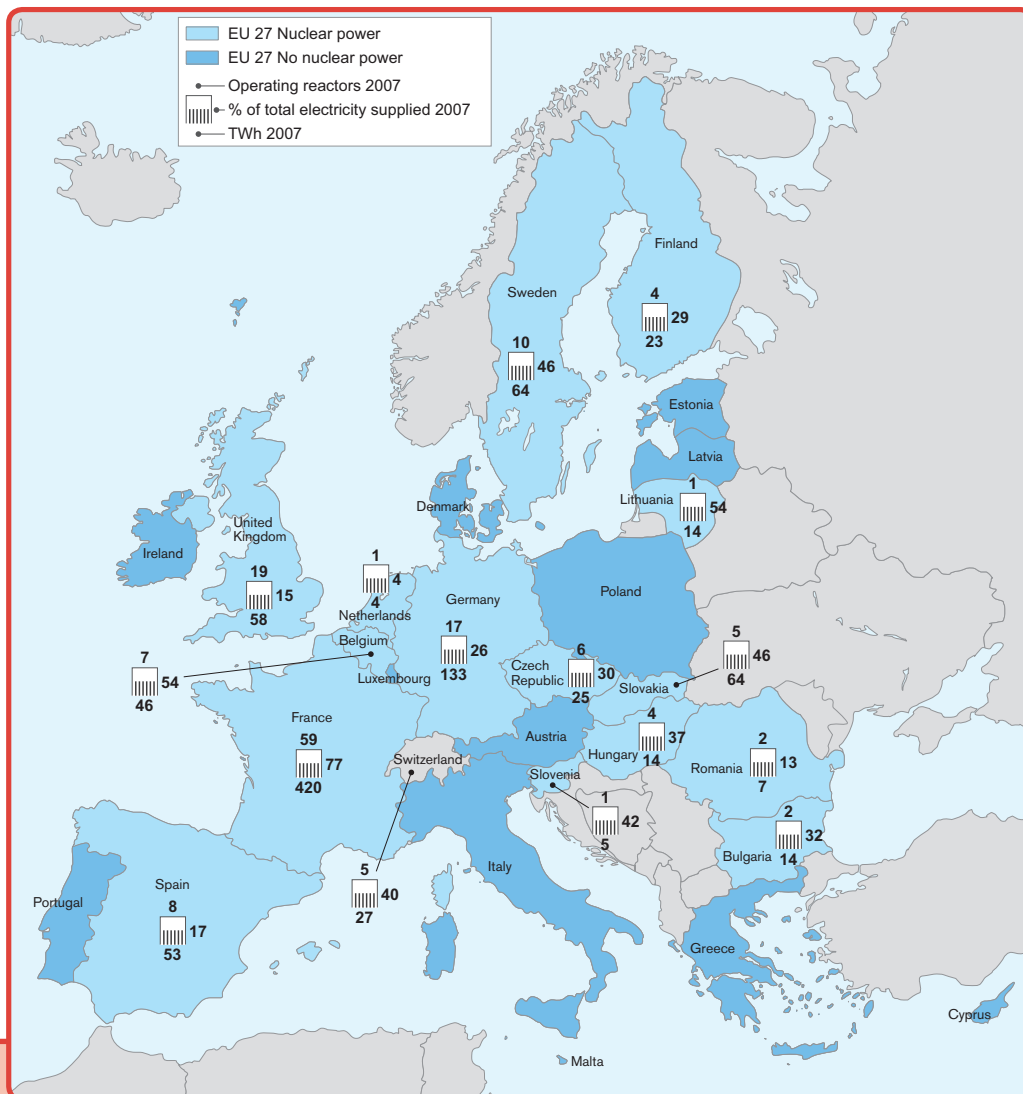 EU 27 Nuclear power
EU 27 No nuclear power
Operating reactors 2007
% of total electricity supplied 2007
TWh 2007
Finland
4
29
23
Sweden
10
46
64
Estonia
Latvia
Lithuania
1
54
14
Denmark
United
Kingdom
19
15
58
Ireland
1
4
4
Netherlands
Germany
17
26
133
Poland
Belgium
7
54
46
Luxembourg
Czech
Republic
6
30
25
Slovakia
5
46
64
France
59
77
420
Austria
Switzerland
5
40
27
Hungary
4
37
14
Slovenia
1
42
5
Romania
2
13
7
Bulgaria
2
32
14
Italy
Portugal
Spain
8
17
53
Greece
Cyprus
Malta